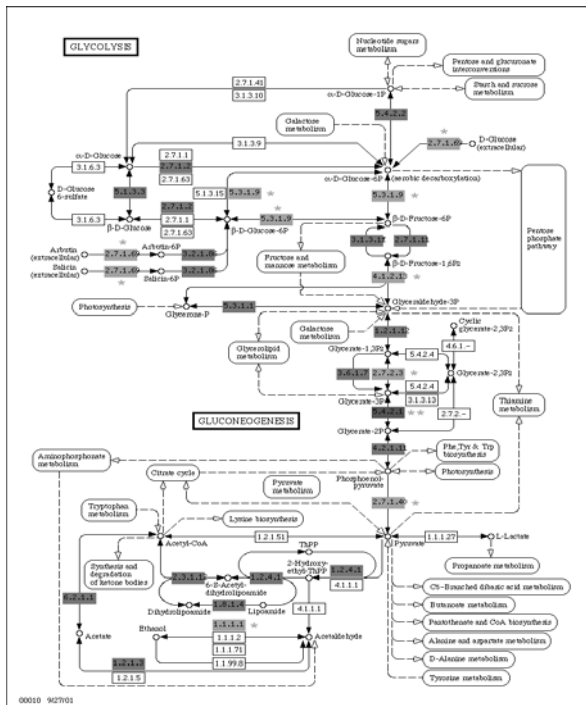 GLYCOLYSIS
Nucleotide sugars
metabolism
Pentose and glucuronate
interconversions
Starch and sucrose
metabolism
2.7.1.41
3.1.3.10
α-D-Glucose-1P
5.4.2.2
Galactose
metabolism
3.1.3.9
2.7.1.69
D-Glucose
(extracellular)
α-D-Glucose
2.7.1.1
2.7.1.2
2.7.1.63
3.1.6.3
α-D-Glucose-6P
(aerobic decarboxylation)
D-Glucose
6-sulfate
5.1.3.3
5.3.1.9
5.1.3.15
5.3.1.9
2.7.1.2
3.1.6.3
2.7.1.1
2.7.1.63
β-D-Glucose
5.3.1.9
β-D-Glucose-6P
β-D-Fructose-6P
Arbutin
(extracellular)
2.7.1.69
Arbutin-6P
Salicin
(extracellular)
2.7.1.69
Salicin-6P
Pentose
phosphate
pathway
Fructose and
mannose metabolism
β-D-Fructose-1,6P2
4.1.2.13
Photosynthesis
Glycerone-P
5.3.1.1
Glyceraldehyde-3P
Galactose
metabolism
Glycerolipid
metabolism
1.2.1.12
Cyclic
glycerate-2,3P2
4.6.1.-
Glycerate-1,3P2
5.4.2.4
3.6.1.7
2.7.2.3
Glycerate-2,3P2
5.4.2.4
3.1.3.13
Glycerate-3P
Thiamine
metabolism
GLUCONEOGENESIS
5.4.2.1
2.7.2.-
Glycerate-2P
4.2.1.11
Phe, Tyr & Trp
biosynthesis
Aminophosphonate
metabolism
Citrate cycle
Pyruvate
metabolism
Phosphoenol-
pyruvate
Photosynthesis
2.7.1.40
Tryptophan
metabolism
Lysine biosynthesis
Acetyl-CoA
1.2.1.51
ThPP
Pyruvate
1.1.1.27
L-Lactate
Propanoate metabolism
Synthesis and
degradation
of ketone bodies
2-Hydroxy-
ethyl-ThPP
1.2.4.1
2.3.1.12
1.2.4.1
6-S-Acetyl-
dihydrolipoamide
4.1.1.1
C5-Branched dibasic acid metabolism
6.2.1.1
Dihydrolipoamide
1.8.1.4
Lipoamide
4.1.1.1
Butanoate metabolism
Pantothenate and CoA biosynthesis
Ethanol
1.1.1.1
1.1.1.2
1.1.1.71
1.1.99.8
Acetate
Acetaldehyde
Alanine and aspartate metabolism
D-Alanine metabolism
1.2.1.3
1.2.1.5
Tyrosine metabolism
00010 9/27/01